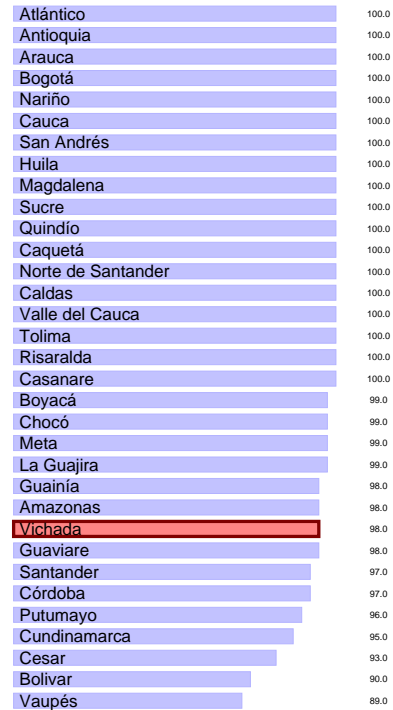 Atlántico 100.0
Antioquia 100.0
Arauca 100.0
Bogotá 100.0
Nariño 100.0
Cauca 100.0
San Andrés 100.0
Huila 100.0
Magdalena 100.0
Sucre 100.0
Quindío 100.0
Caquetá 100.0
Norte de Santander 100.0
Caldas 100.0
Valle del Cauca 100.0
Tolima 100.0
Risaralda 100.0
Casanare 100.0
Boyacá 99.0
Chocó 99.0
Meta 99.0
La Guajira 99.0
Guainía 98.0
Amazonas 98.0
Vichada 98.0
Guaviare 98.0
Santander 97.0
Córdoba 97.0
Putumayo 96.0
Cundinamarca 95.0
Cesar 93.0
Bolivar 90.0
Vaupés 89.0